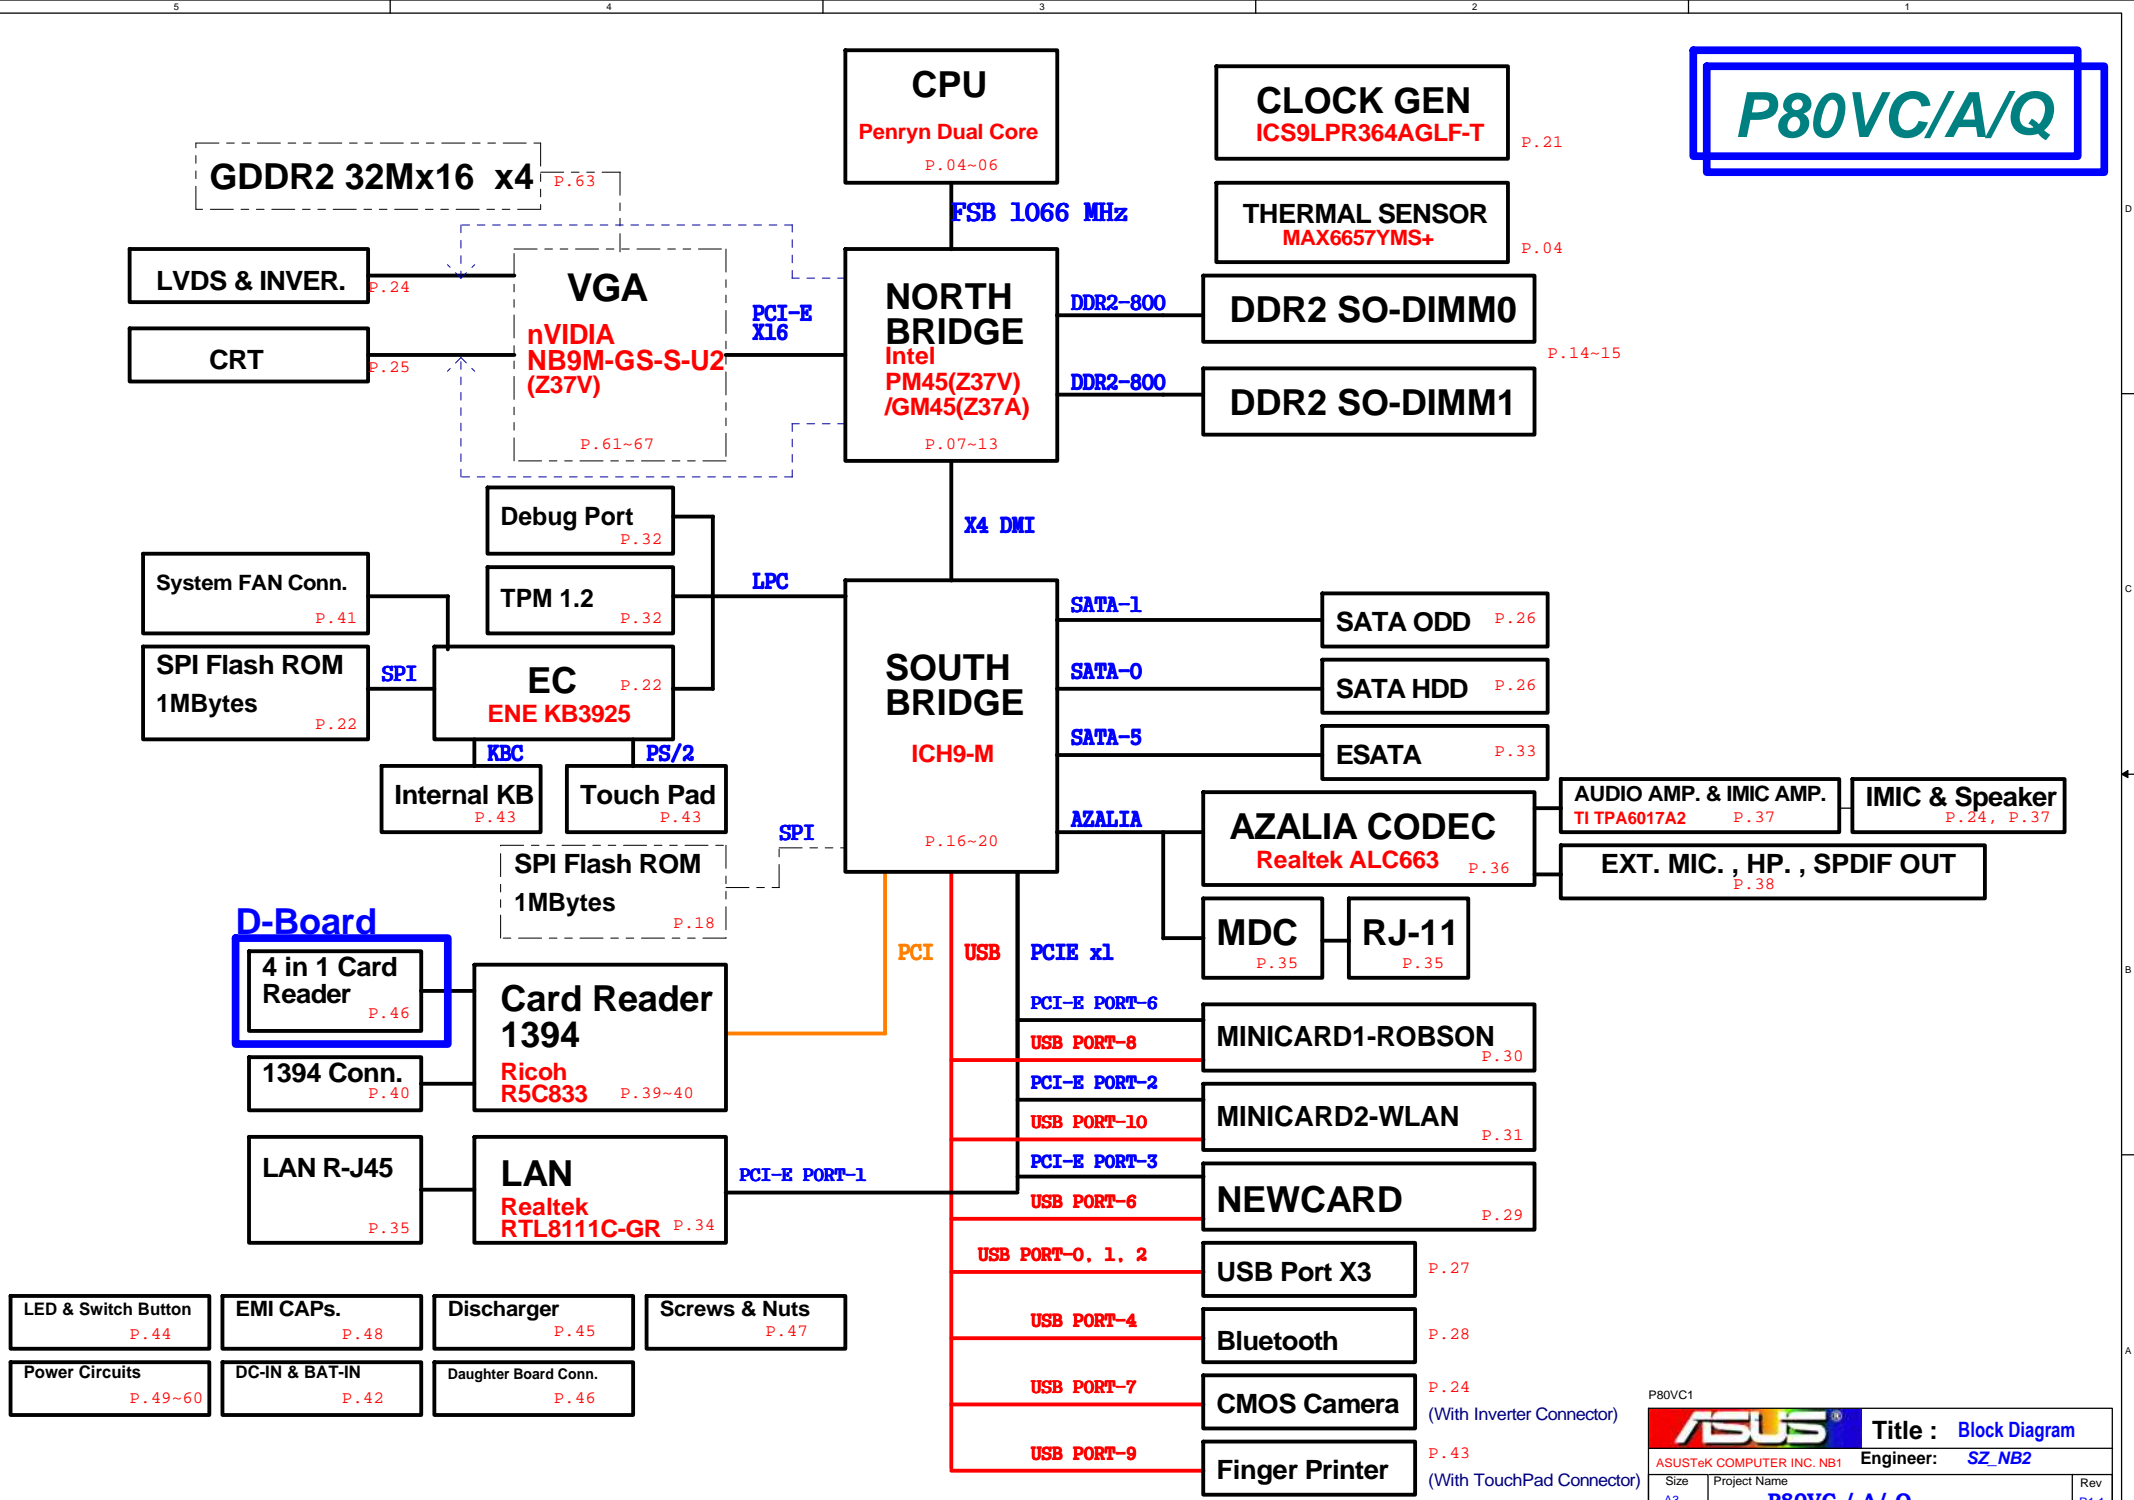 5 4 3 2 1
P80VC/A/Q
CPU
Penryn Dual Core
P.04~06
CLOCK GEN
ICS9LPR364AGLF-T
P.21
GDDR2 32Mx16 x4
P.63
FSB 1066 MHz
THERMAL SENSOR
MAX6657YMS+
P.04
D
LVDS & INVER.
P.24
CRT
P.25
VGA
nVIDIA
NB9M-GS-S-U2
(Z37V)
P.61~67
PCI-E
X16
NORTH
BRIDGE
Intel
PM45(Z37V)
/GM45(Z37A)
P.07~13
DDR2-800
DDR2 SO-DIMM0
P.14~15
DDR2-800
DDR2 SO-DIMM1
X4 DMI
Debug Port
P.32
TPM 1.2
P.32
LPC
System FAN Conn.
P.41
SPI Flash ROM
1MBytes
P.22
SPI
EC
P.22
ENE KB3925
KBC
PS/2
Internal KB
P.43
Touch Pad
P.43
SPI
SPI Flash ROM
1MBytes
P.18
SOUTH
BRIDGE
ICH9-M
P.16~20
SATA-1
SATA ODD
P.26
SATA-0
SATA HDD
P.26
SATA-5
ESATA
P.33
C
AZALIA
AZALIA CODEC
Realtek ALC663
P.36
AUDIO AMP. & IMIC AMP.
TI TPA6017A2
P.37
IMIC & Speaker
P.24, P.37
EXT. MIC. , HP. , SPDIF OUT
P.38
MDC
P.35
RJ-11
P.35
D-Board
4 in 1 Card
Reader
P.46
1394 Conn.
P.40
Card Reader
1394
Ricoh
R5C833
P.39~40
LAN R-J45
P.35
LAN
Realtek
RTL8111C-GR
P.34
PCI-E PORT-1
PCI
USB
PCIE x1
B
PCI-E PORT-6
USB PORT-8
MINICARD1-ROBSON
P.30
PCI-E PORT-2
USB PORT-10
MINICARD2-WLAN
P.31
PCI-E PORT-3
USB PORT-6
NEWCARD
P.29
USB PORT-0, 1, 2
USB Port X3
P.27
USB PORT-4
Bluetooth
P.28
USB PORT-7
CMOS Camera
P.24
(With Inverter Connector)
USB PORT-9
Finger Printer
P.43
(With TouchPad Connector)
A
LED & Switch Button
P.44
EMI CAPs.
P.48
Discharger
P.45
Screws & Nuts
P.47
Power Circuits
P.49~60
DC-IN & BAT-IN
P.42
Daughter Board Conn.
P.46
P80VC1
ASUS®
Title : Block Diagram
ASUSTeK COMPUTER INC. NB1
Engineer: SZ_NB2
Size
Project Name
Rev
P80VC / A/ Q